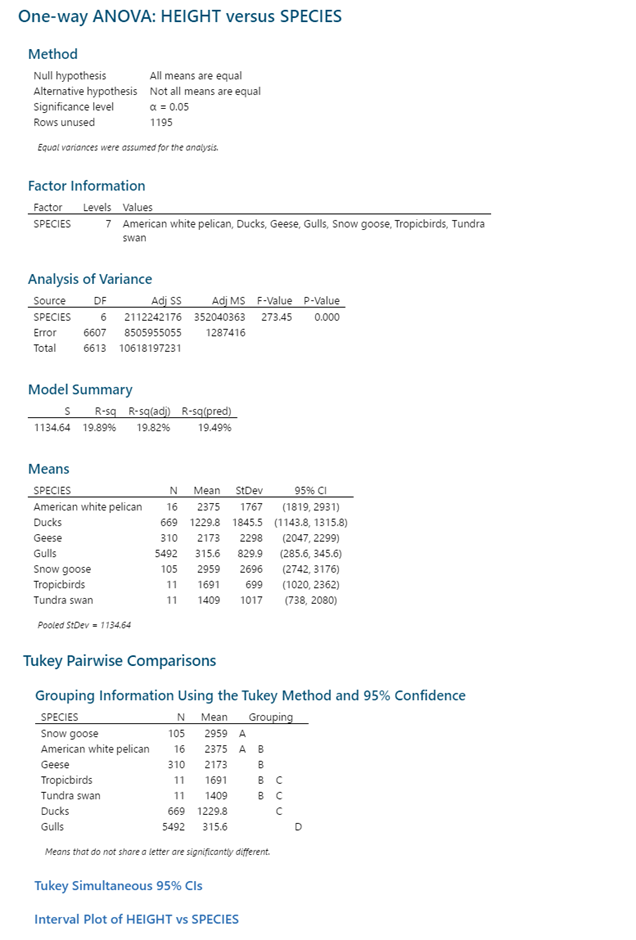 One-way ANOVA: HEIGHT versus SPECIES
Method
Null hypothesis All means are equal
Alternative hypothesis Not all means are equal
Significance level α = 0.05
Rows unused 1195
Equal variances were assumed for the analysis.
Factor Information
Factor Levels Values
SPECIES 7 American white pelican, Ducks, Geese, Gulls, Snow goose, Tropicbirds, Tundra
swan
Analysis of Variance
Source DF Adj SS Adj MS F-Value P-Value
SPECIES 6 2112242176 352040363 273.45 0.000
Error 6607 8505955055 1287416
Total 6613 10618197231
Model Summary
S R-sq R-sq(adj) R-sq(pred)
1134.64 19.89% 19.82% 19.49%
Means
SPECIES N Mean StDev 95% CI
American white pelican 16 2375 1767 (1819, 2931)
Ducks 669 1229.8 1845.5 (1143.8, 1315.8)
Geese 310 2173 2298 (2047, 2299)
Gulls 5492 315.6 829.9 (285.6, 345.6)
Snow goose 105 2959 2696 (2742, 3176)
Tropicbirds 11 1691 699 (1020, 2362)
Tundra swan 11 1409 1017 (738, 2080)
Pooled StDev = 1134.64
Tukey Pairwise Comparisons
Grouping Information Using the Tukey Method and 95% Confidence
SPECIES N Mean Grouping
Snow goose 105 2959 A
American white pelican 16 2375 A B
Geese 310 2173 B
Tropicbirds 11 1691 B C
Tundra swan 11 1409 B C
Ducks 669 1229.8 C
Gulls 5492 315.6 D
Means that do not share a letter are significantly different.
Tukey Simultaneous 95% CIs
Interval Plot of HEIGHT vs SPECIES